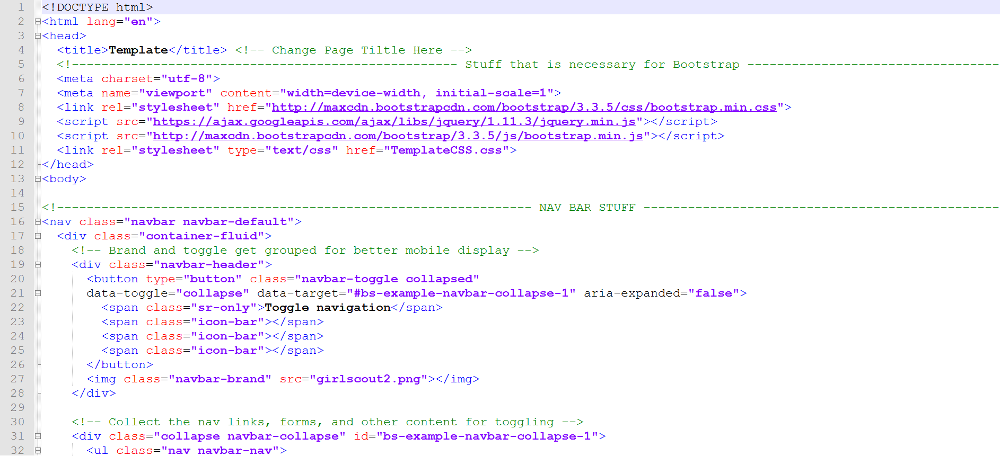 1 <!DOCTYPE html>
2 <html lang="en">
3 <head>
4 <title>Template</title> <!-- Change Page Tiltle Here -->
5 <!---------------------------------------------------- Stuff that is necessary for Bootstrap ----------------------------------
6 <meta charset="utf-8">
7 <meta name="viewport" content="width=device-width, initial-scale=1">
8 <link rel="stylesheet" href="http://maxcdn.bootstrapcdn.com/bootstrap/3.3.5/css/bootstrap.min.css">
9 <script src="https://ajax.googleapis.com/ajax/libs/jquery/1.11.3/jquery.min.js"></script>
10 <script src="http://maxcdn.bootstrapcdn.com/bootstrap/3.3.5/js/bootstrap.min.js"></script>
11 <link rel="stylesheet" type="text/css" href="TemplateCSS.css">
12 </head>
13 <body>
14
15 <!---------------------------------------------------------------- NAV BAR STUFF ------------------------------------------------
16 <nav class="navbar navbar-default">
17 <div class="container-fluid">
18 <!-- Brand and toggle get grouped for better mobile display -->
19 <div class="navbar-header">
20 <button type="button" class="navbar-toggle collapsed"
21 data-toggle="collapse" data-target="#bs-example-navbar-collapse-1" aria-expanded="false">
22 <span class="sr-only">Toggle navigation</span>
23 <span class="icon-bar"></span>
24 <span class="icon-bar"></span>
25 <span class="icon-bar"></span>
26 </button>
27 <img class="navbar-brand" src="girlscout2.png"></img>
28 </div>
29
30 <!-- Collect the nav links, forms, and other content for toggling -->
31 <div class="collapse navbar-collapse" id="bs-example-navbar-collapse-1">
32 <ul class="nav navbar-nav">